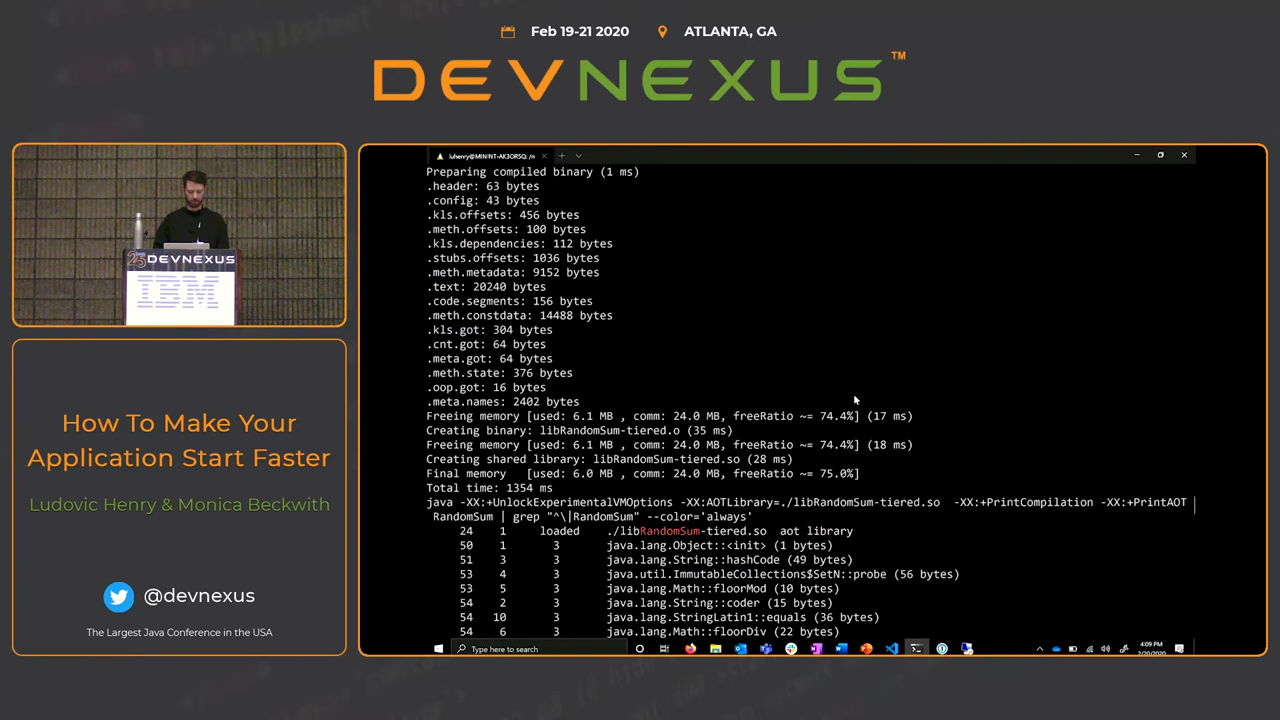 Feb 19-21 2020
ATLANTA, GA
DEVNEXUS™
25 DEVNEXUS
How To Make Your
Application Start Faster
Ludovic Henry & Monica Beckwith
@devnexus
The Largest Java Conference in the USA
luhenry@MININT-AK3ORSQ: /m
Preparing compiled binary (1 ms)
.header: 63 bytes
.config: 43 bytes
.kls.offsets: 456 bytes
.meth.offsets: 100 bytes
.kls.dependencies: 112 bytes
.stubs.offsets: 1036 bytes
.meth.metadata: 9152 bytes
.text: 20240 bytes
.code.segments: 156 bytes
.meth.constdata: 14488 bytes
.kls.got: 304 bytes
.cnt.got: 64 bytes
.meta.got: 64 bytes
.meth.state: 376 bytes
.oop.got: 16 bytes
.meta.names: 2402 bytes
Freeing memory [used: 6.1 MB , comm: 24.0 MB, freeRatio ~= 74.4%] (17 ms)
Creating binary: libRandomSum-tiered.o (35 ms)
Freeing memory [used: 6.1 MB , comm: 24.0 MB, freeRatio ~= 74.4%] (18 ms)
Creating shared library: libRandomSum-tiered.so (28 ms)
Final memory [used: 6.0 MB , comm: 24.0 MB, freeRatio ~= 75.0%]
Total time: 1354 ms
java -XX:+UnlockExperimentalVMOptions -XX:AOTLibrary=./libRandomSum-tiered.so -XX:+PrintCompilation -XX:+PrintAOT
RandomSum | grep "^\|RandomSum" --color='always'
24 1 loaded ./libRandomSum-tiered.so aot library
50 1 3 java.lang.Object::<init> (1 bytes)
51 3 3 java.lang.String::hashCode (49 bytes)
53 4 3 java.util.ImmutableCollections$SetN::probe (56 bytes)
53 5 3 java.lang.Math::floorMod (10 bytes)
54 2 3 java.lang.String::coder (15 bytes)
54 10 3 java.lang.StringLatin1::equals (36 bytes)
54 6 3 java.lang.Math::floorDiv (22 bytes)
Type here to search
4:09 PM
2/20/2020